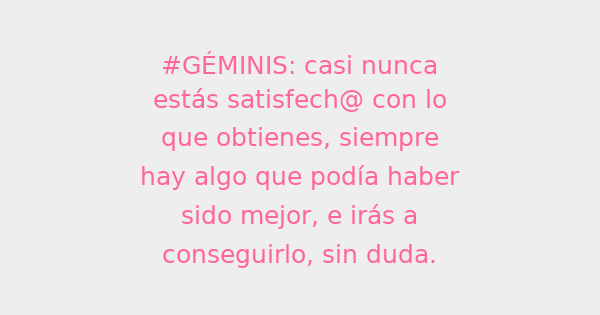 #GÉMINIS: casi nunca
estás satisfech@ con lo
que obtienes, siempre
hay algo que podía haber
sido mejor, e irás a
conseguirlo, sin duda.